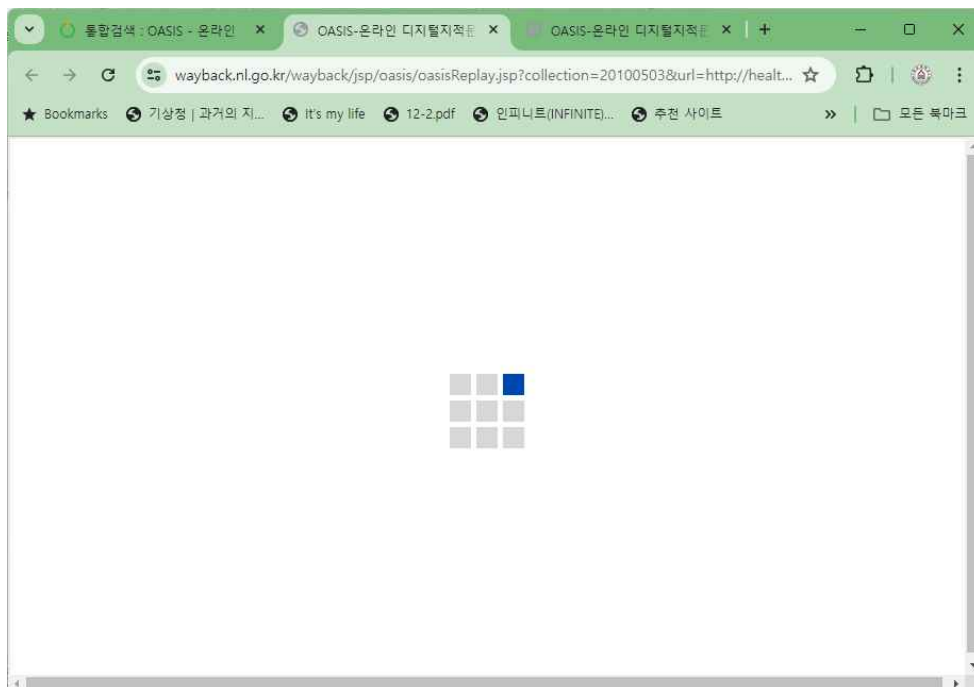 통합검색 : OASIS - 온라인
OASIS-온라인 디지털지적
OASIS-온라인 디지털지적
wayback.nl.go.kr/wayback/jsp/oasis/oasisReplay.jsp?collection=20100503&url=http://healt...
Bookmarks 기상청 | 과거의 지... It's my life 12-2.pdf 인피니트(INFINITE)... 추천 사이트 » 모든 북마크